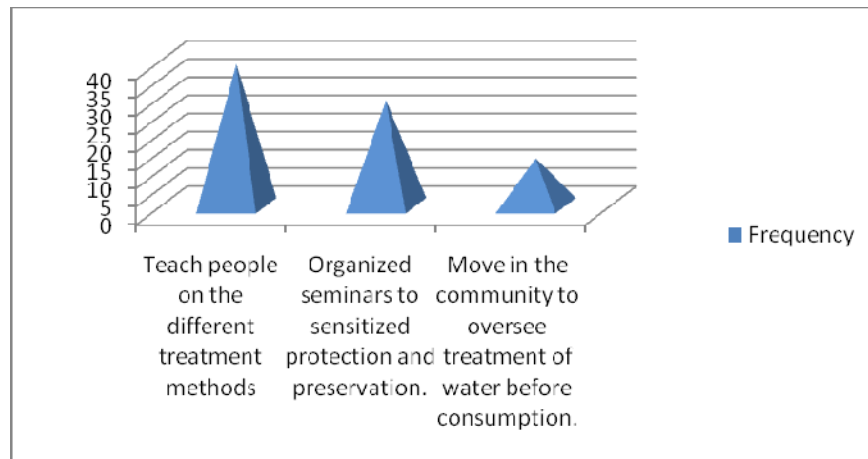 40
35
30
25
20
15
10
5
0
Teach people
on the
different
treatment
methods
Organized
seminars to
sensitized
protection and
preservation.
Move in the
community to
oversee
treatment of
water before
consumption.
Frequency